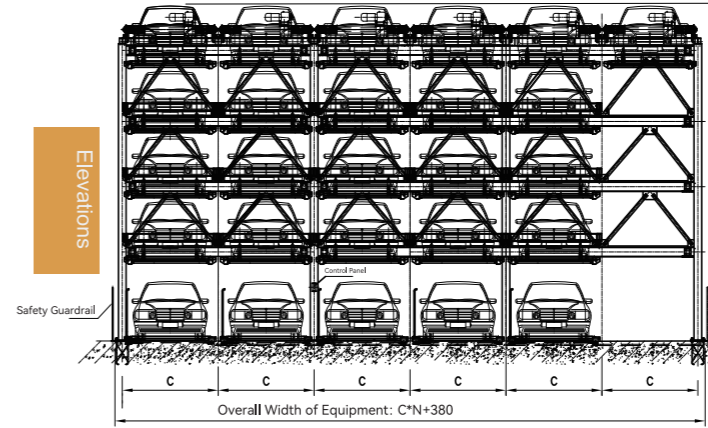 Elevations
Control Panel
Safety Guardrail
C C C C C C
Overall Width of Equipment: C*N+380